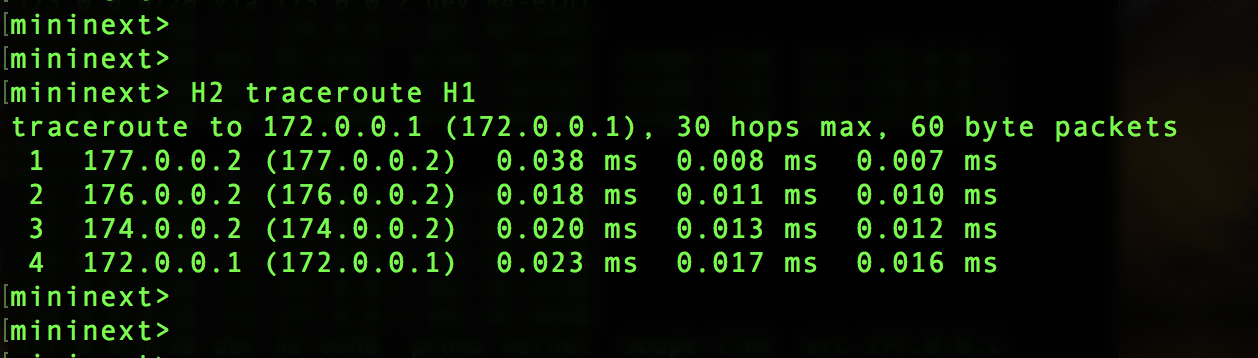 [mininext>
[mininext>
[mininext> H2 traceroute H1
traceroute to 172.0.0.1 (172.0.0.1), 30 hops max, 60 byte packets
 1  177.0.0.2 (177.0.0.2)  0.038 ms  0.008 ms  0.007 ms
 2  176.0.0.2 (176.0.0.2)  0.018 ms  0.011 ms  0.010 ms
 3  174.0.0.2 (174.0.0.2)  0.020 ms  0.013 ms  0.012 ms
 4  172.0.0.1 (172.0.0.1)  0.023 ms  0.017 ms  0.016 ms
[mininext>
[mininext>